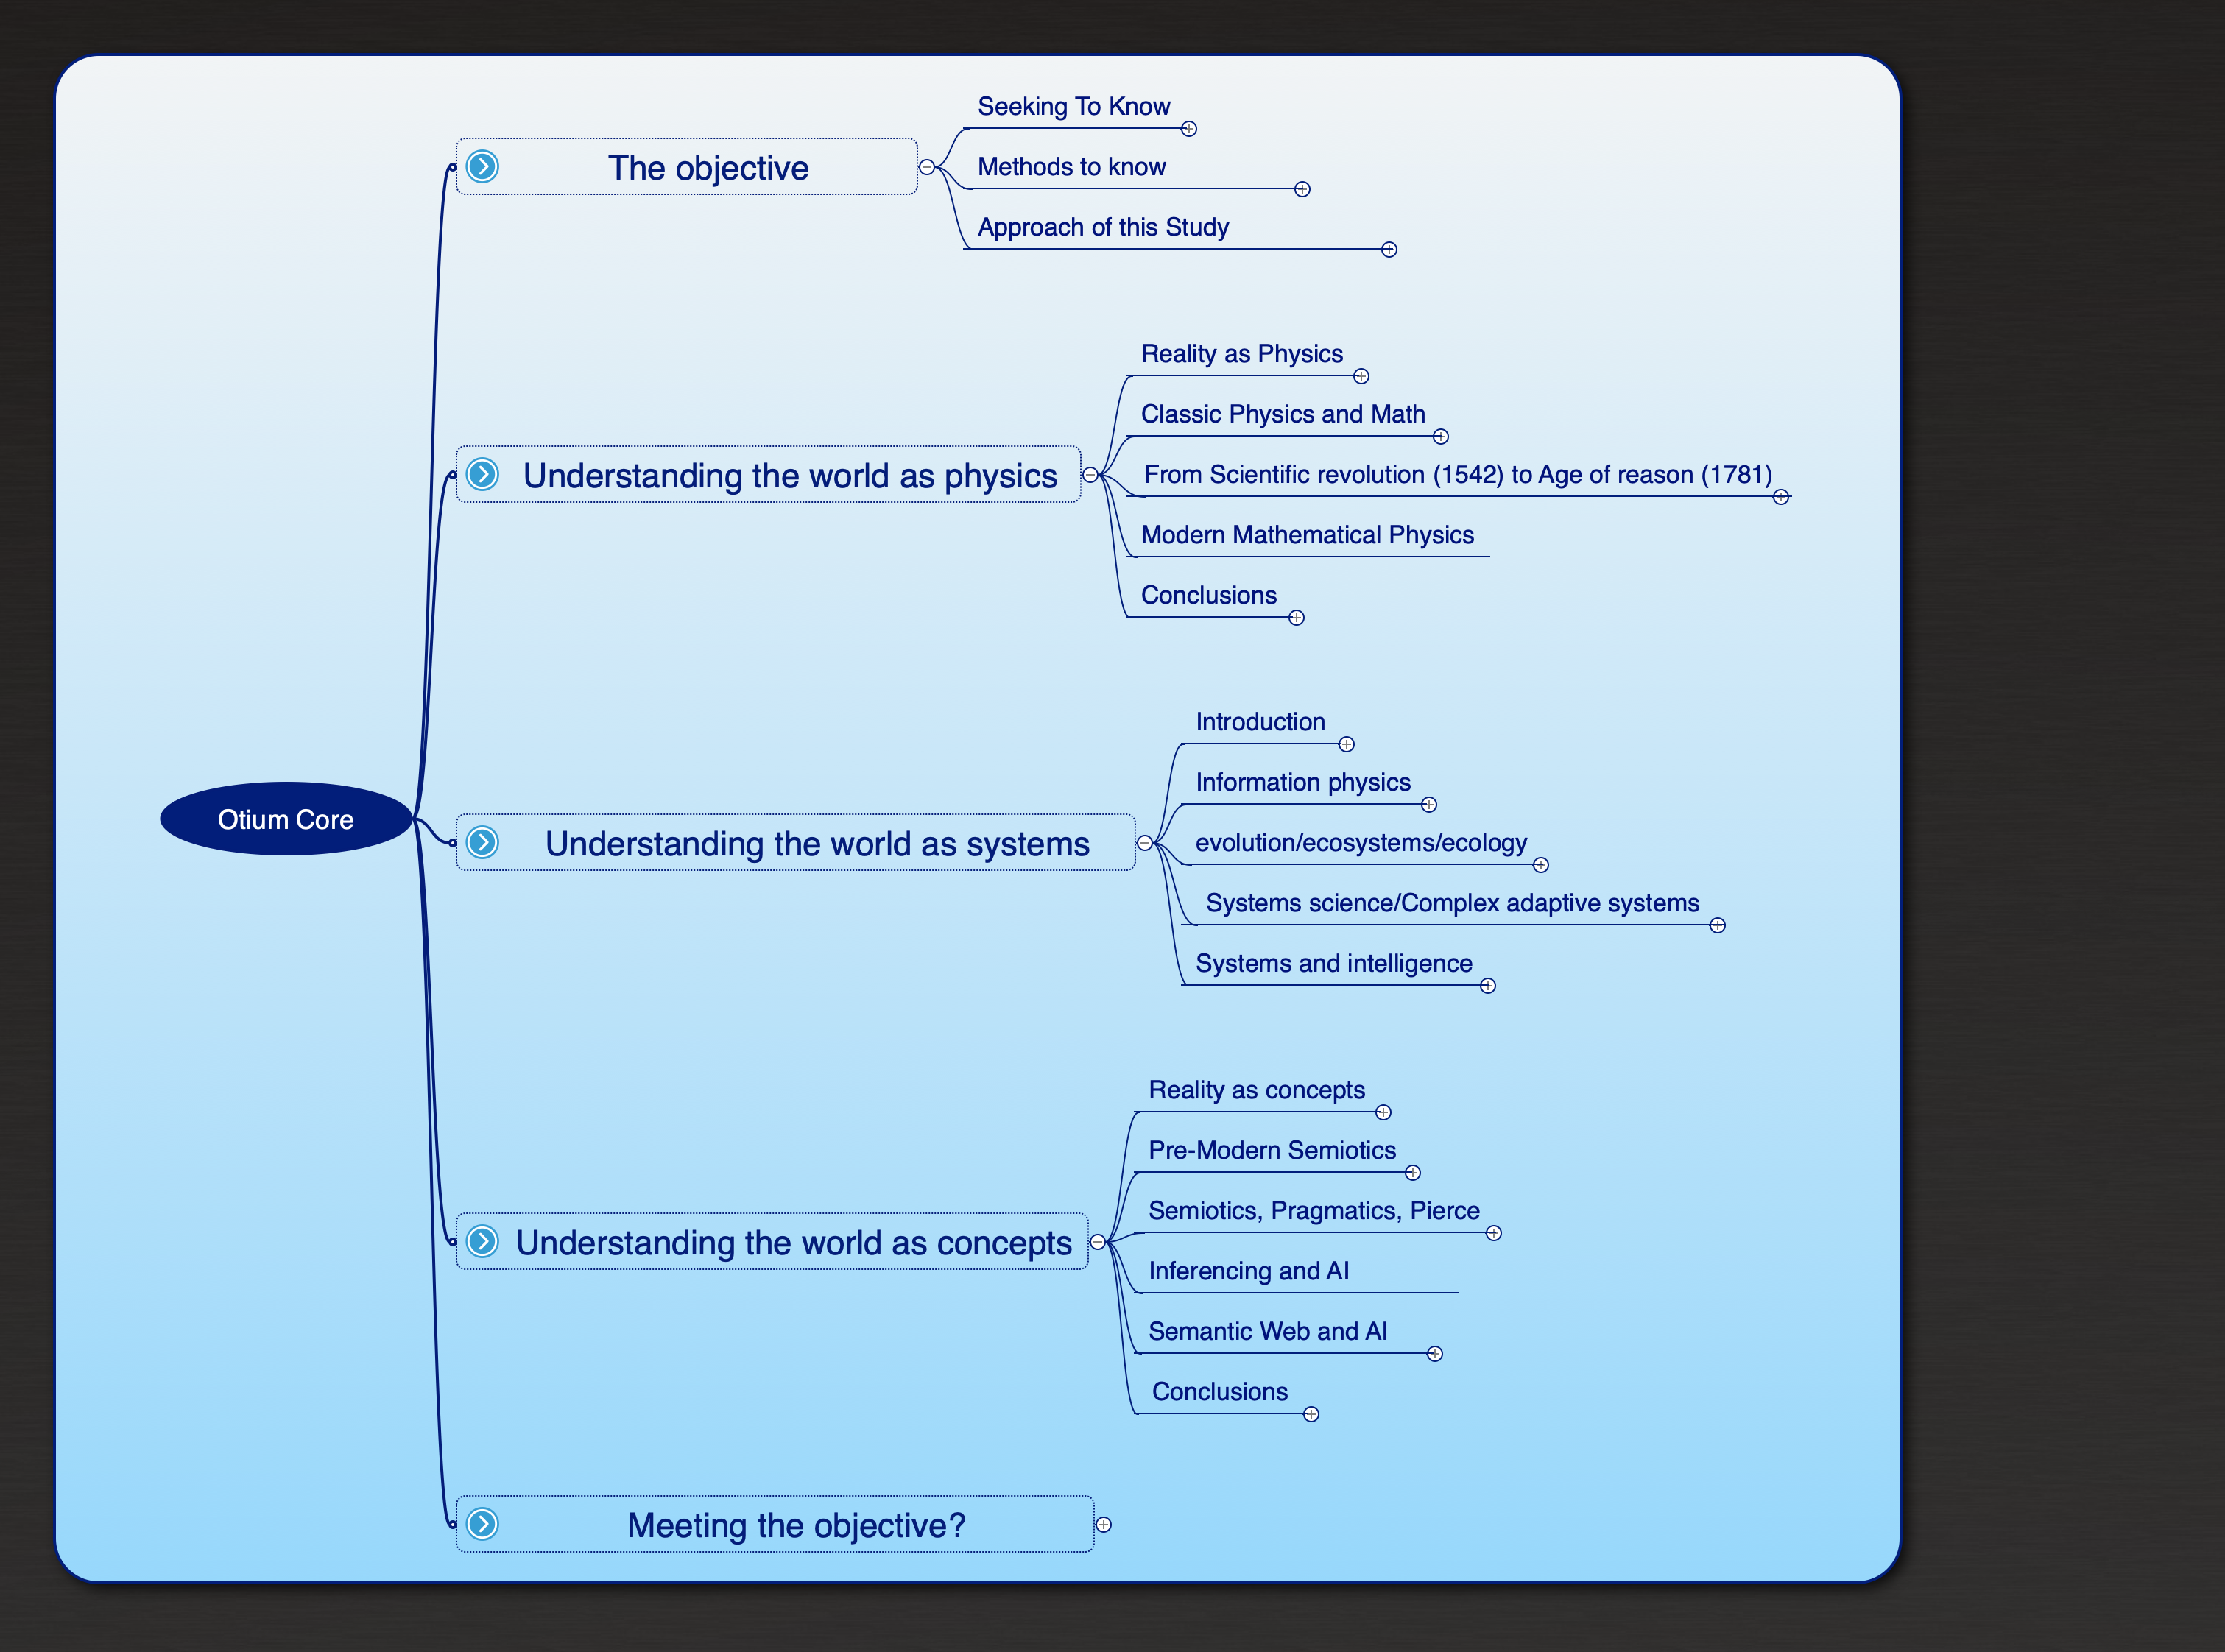 Otium Core
The objective
Seeking To Know
Methods to know
Approach of this Study
Understanding the world as physics
Reality as Physics
Classic Physics and Math
From Scientific revolution (1542) to Age of reason (1781)
Modern Mathematical Physics
Conclusions
Understanding the world as systems
Introduction
Information physics
evolution/ecosystems/ecology
Systems science/Complex adaptive systems
Systems and intelligence
Understanding the world as concepts
Reality as concepts
Pre-Modern Semiotics
Semiotics, Pragmatics, Pierce
Inferencing and AI
Semantic Web and AI
Conclusions
Meeting the objective?